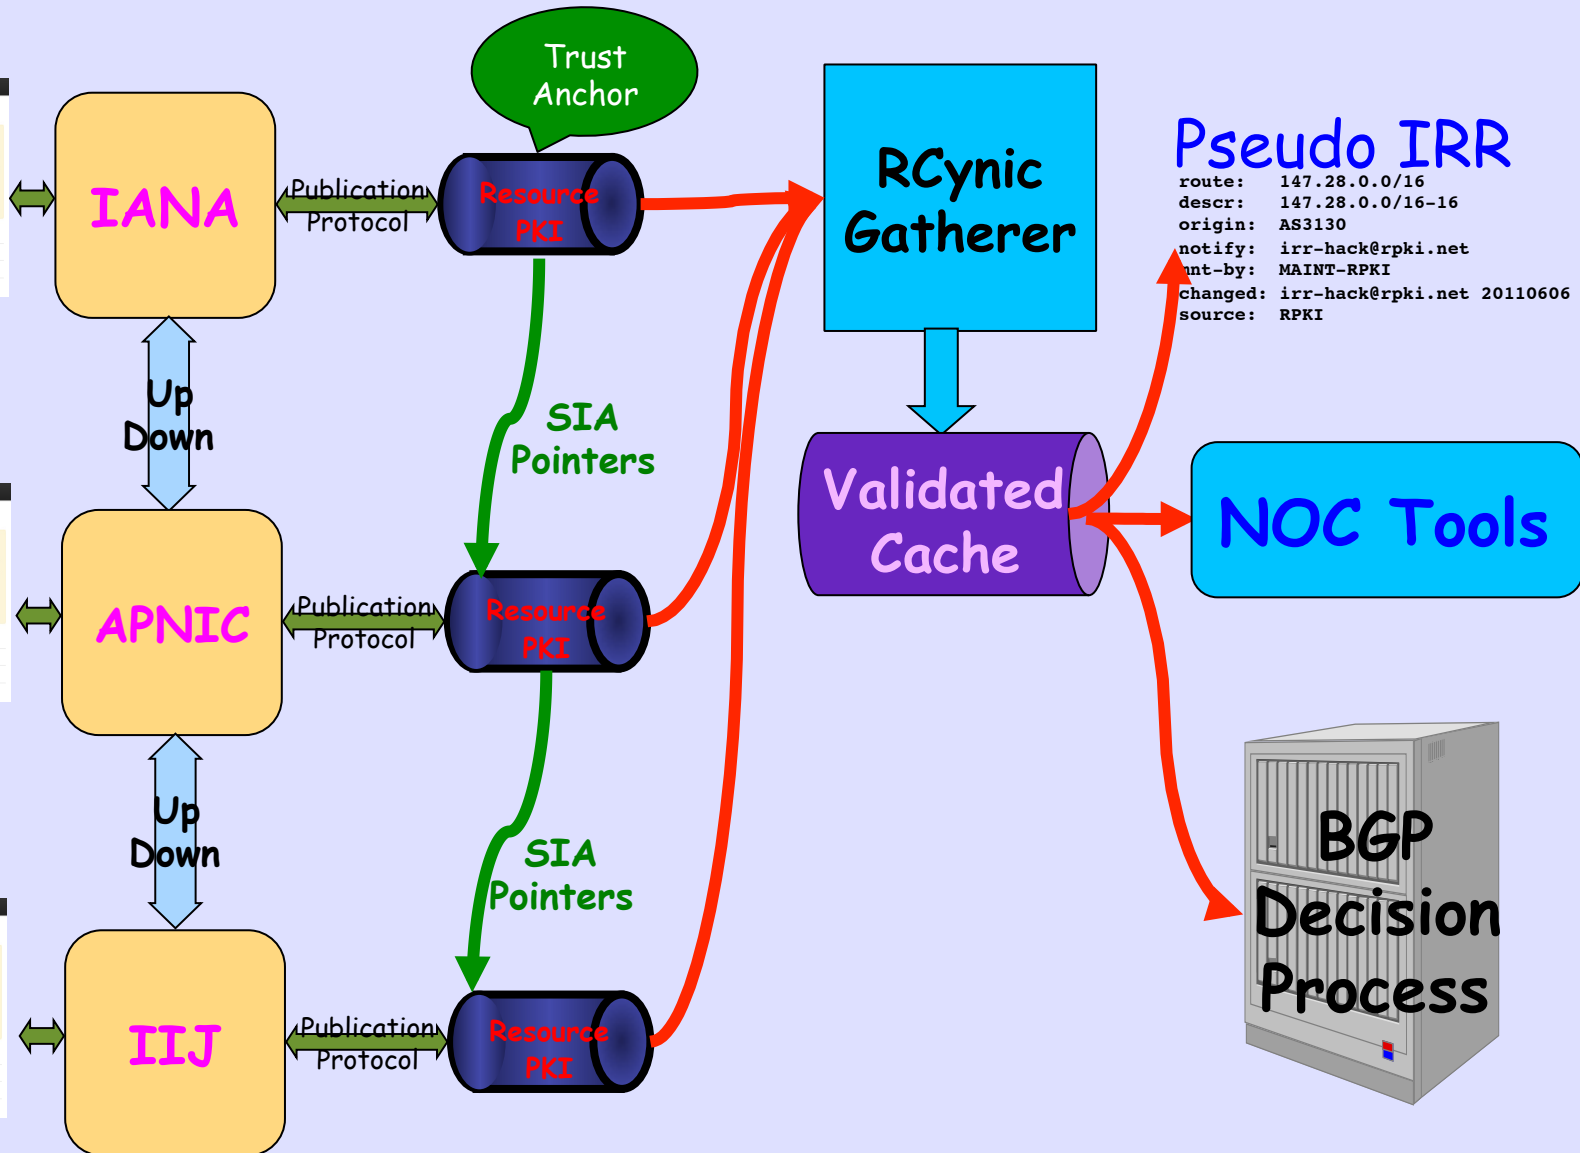 Trust
Anchor
IANA
Publication
Protocol
Resource
PKI
RCynic
Gatherer
Pseudo IRR
route: 147.28.0.0/16
descr: 147.28.0.0/16-16
origin: AS3130
notify: irr-hack@rpki.net
mnt-by: MAINT-RPKI
changed: irr-hack@rpki.net 20110606
source: RPKI
Up
Down
SIA
Pointers
Validated
Cache
NOC Tools
APNIC
Publication
Protocol
Resource
PKI
Up
Down
SIA
Pointers
BGP
Decision
Process
IIJ
Publication
Protocol
Resource
PKI